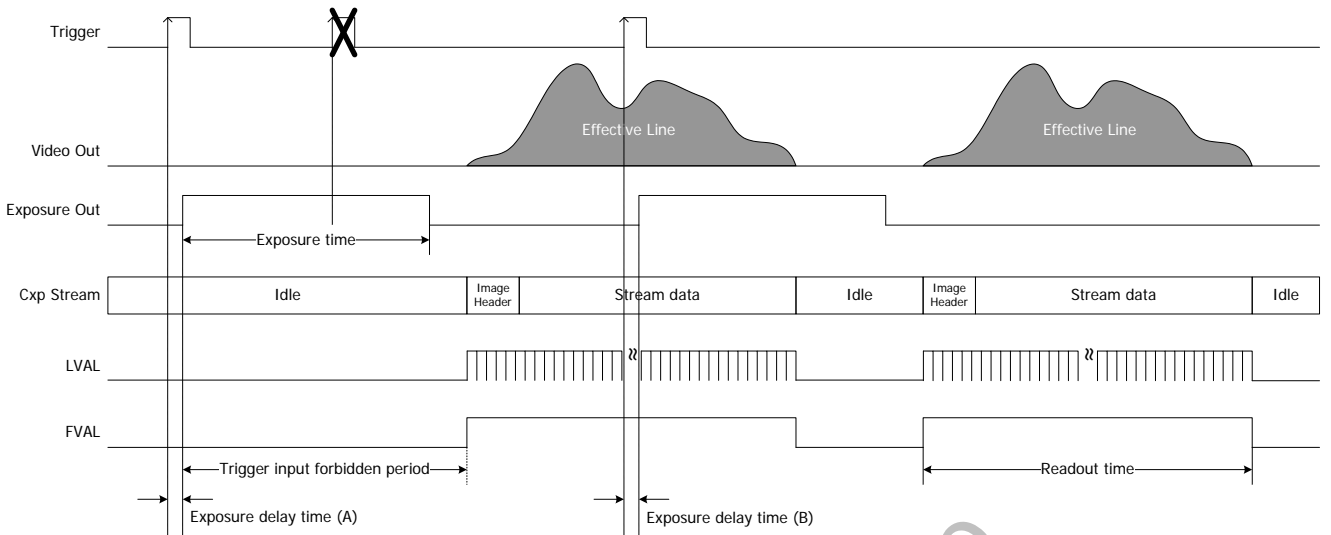 Trigger
Effective Line
Effective Line
Video Out
Exposure Out
Exposure time
Cxp Stream
Idle
Image
Header
Stream data
Idle
Image
Header
Stream data
Idle
LVAL
≈
≈
FVAL
Trigger input forbidden period
Readout time
Exposure delay time (A)
Exposure delay time (B)